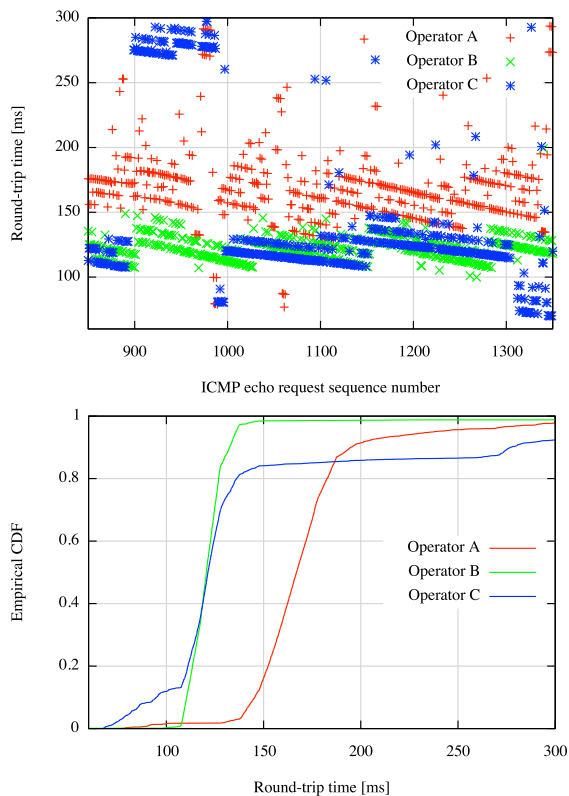 300
250
200
150
100
Round-trip time [ms]
Operator A
Operator B
Operator C
900
1000
1100
1200
1300
ICMP echo request sequence number
1
0.8
0.6
0.4
0.2
0
Empirical CDF
Operator A
Operator B
Operator C
100
150
200
250
300
Round-trip time [ms]